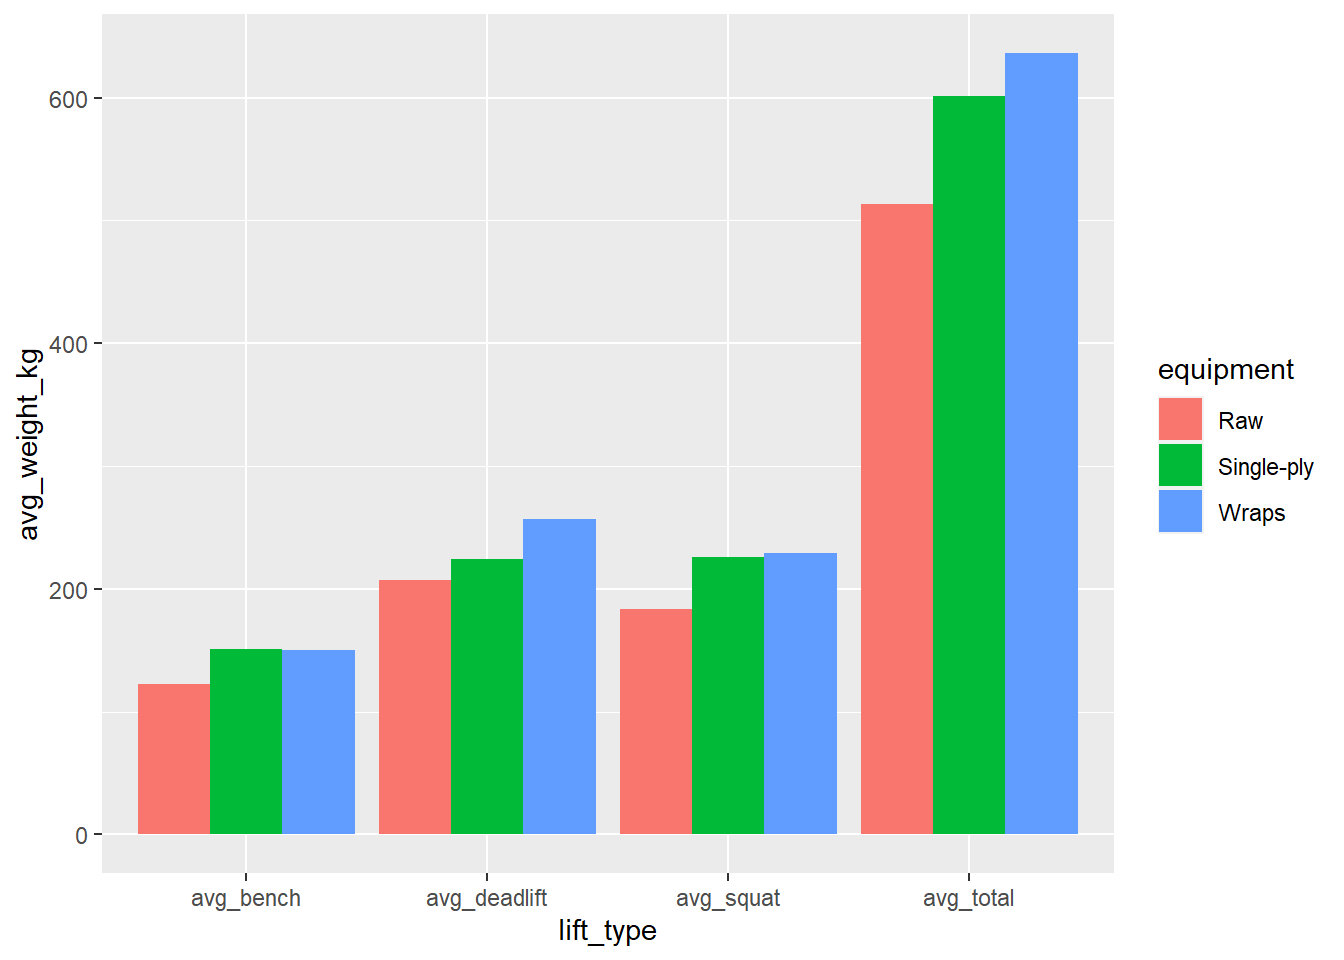 avg_weight_kg
600
400
200
0
avg_bench
avg_deadlift
avg_squat
avg_total
lift_type
equipment
Raw
Single-ply
Wraps